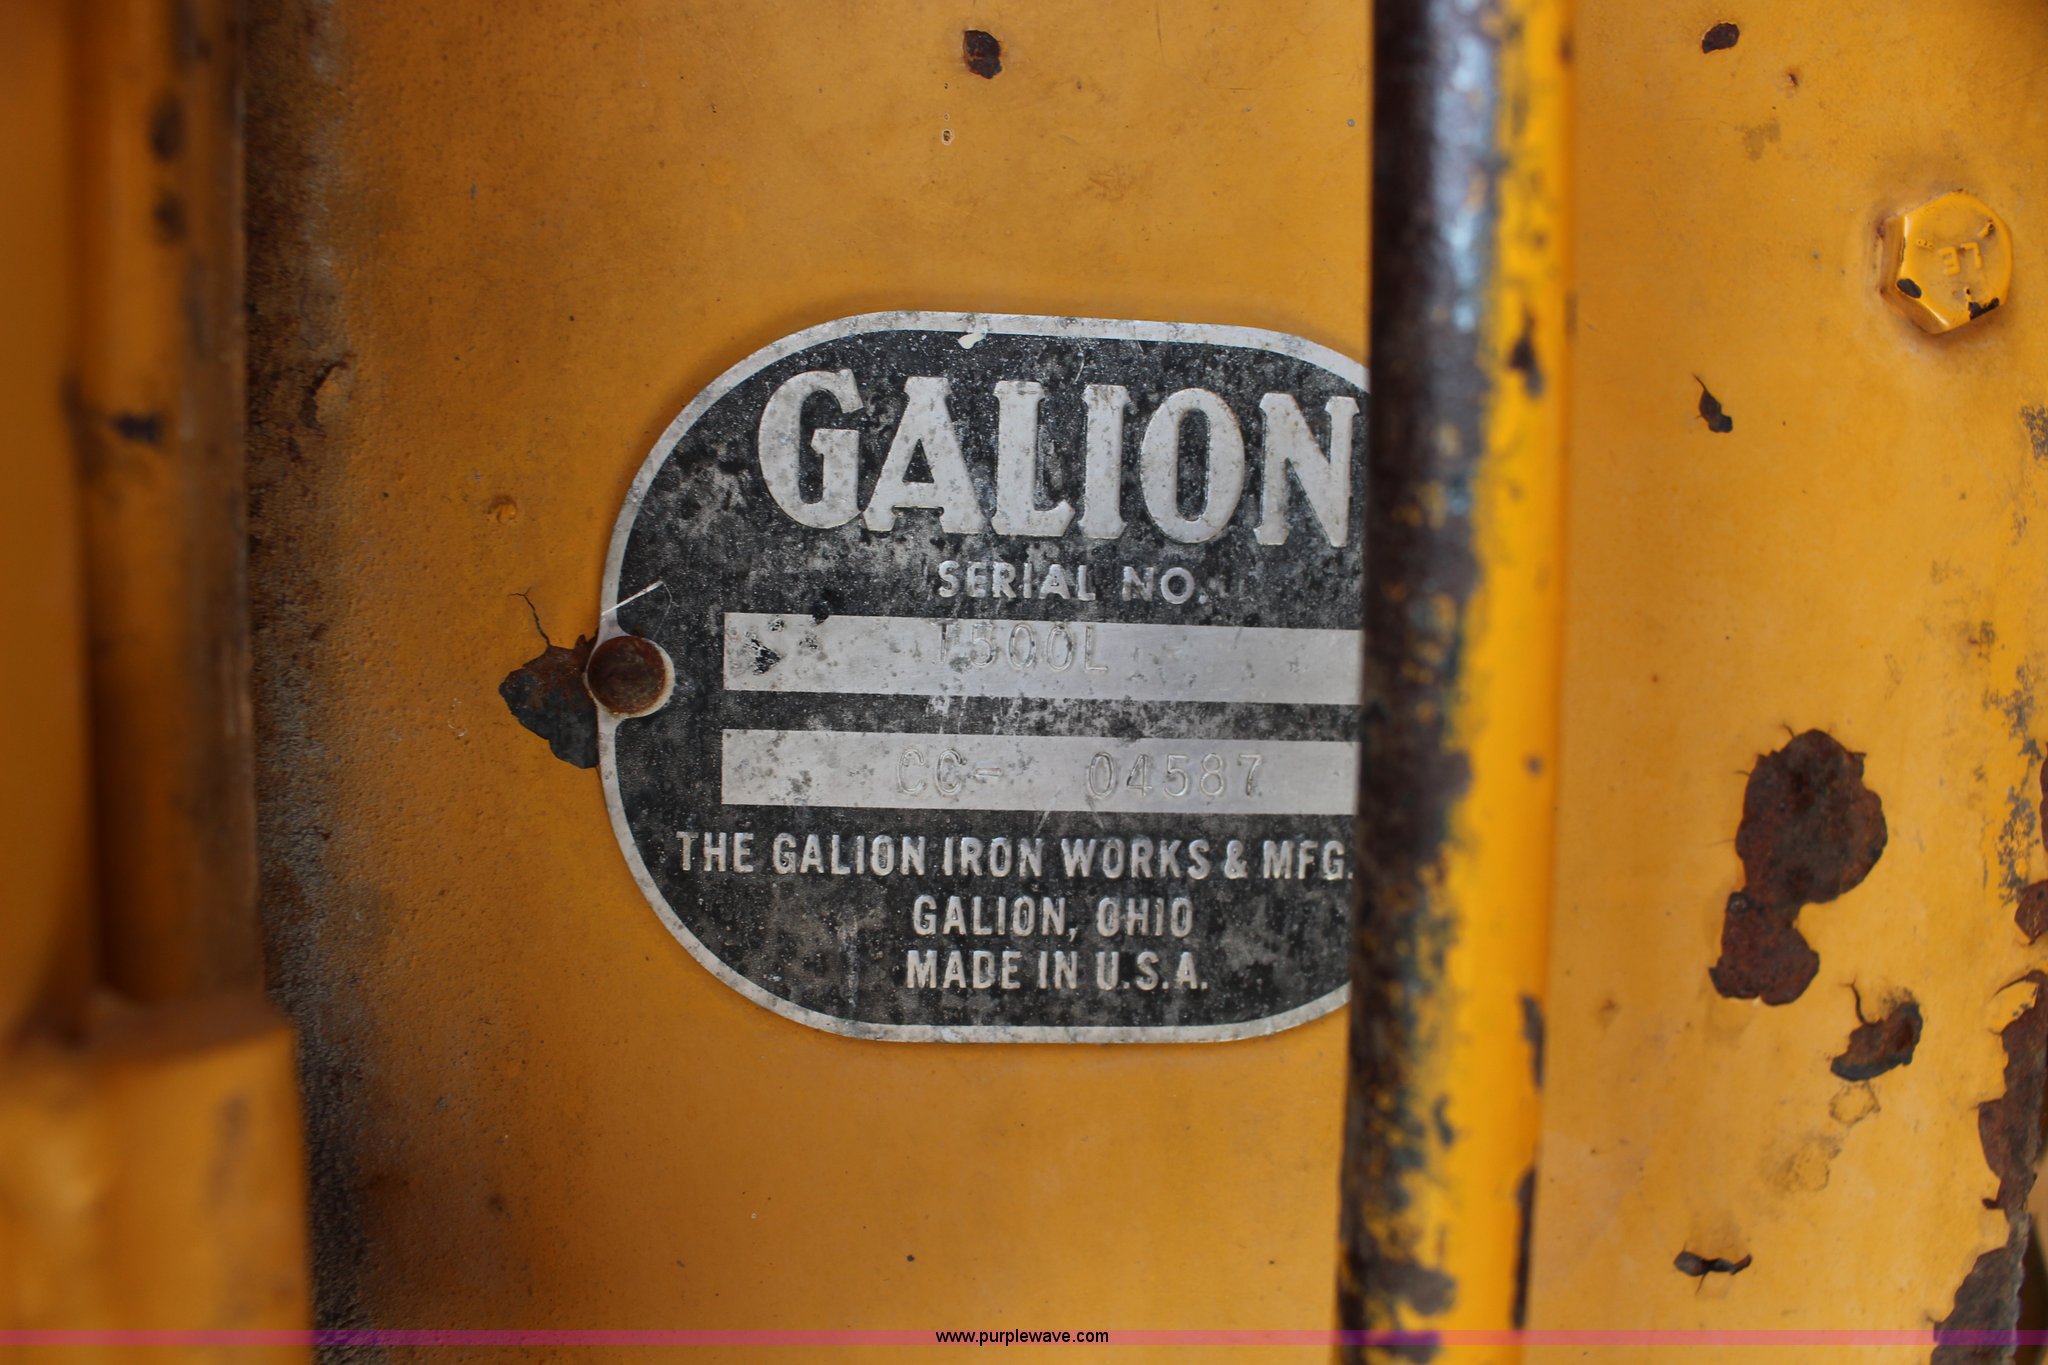 GALION
SERIAL NO.
T500L
CC- 04587
THE GALION IRON WORKS & MFG.
GALION, OHIO
MADE IN U.S.A.
www.purplewave.com